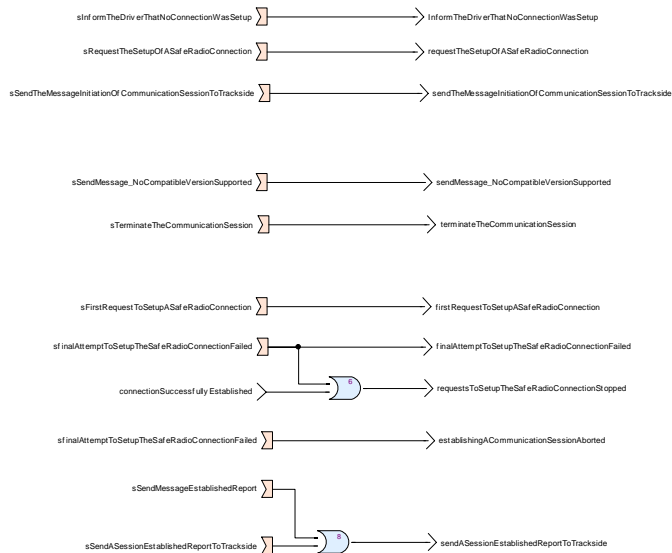 sInformTheDriverThatNoConnectionWasSetup InformTheDriverThatNoConnectionWasSetup
sRequestTheSetupOfASafeRadioConnection requestTheSetupOfASafeRadioConnection
sSendTheMessageInitiationOfCommunicationSessionToTrackside sendTheMessageInitiationOfCommunicationSessionToTrackside
sSendMessage_NoCompatibleVersionSupported sendMessage_NoCompatibleVersionSupported
sTerminateTheCommunicationSession terminateTheCommunicationSession
sFirstRequestToSetupASafeRadioConnection firstRequestToSetupASafeRadioConnection
sfinalAttemptToSetupTheSafeRadioConnectionFailed finalAttemptToSetupTheSafeRadioConnectionFailed
connectionSuccessfullyEstablished 6 requestsToSetupTheSafeRadioConnectionStopped
sfinalAttemptToSetupTheSafeRadioConnectionFailed establishingACommunicationSessionAborted
sSendMessageEstablishedReport
sSendASessionEstablishedReportToTrackside 8 sendASessionEstablishedReportToTrackside